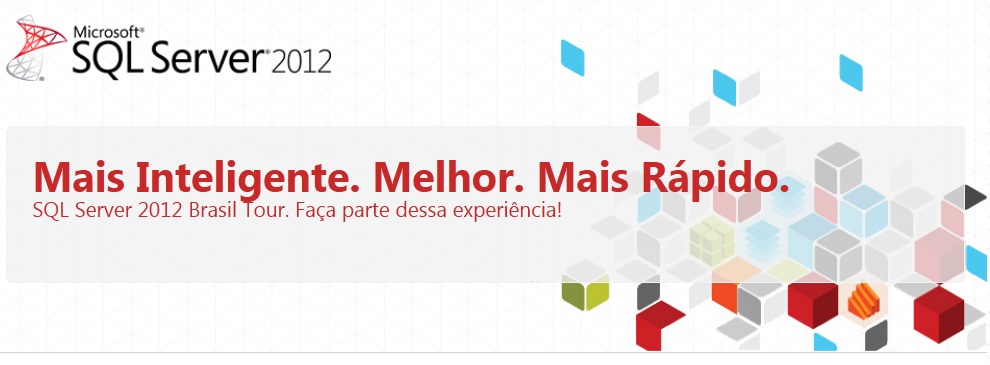 Microsoft®
SQL Server® 2012
Mais Inteligente. Melhor. Mais Rápido.
SQL Server 2012 Brasil Tour. Faça parte dessa experiência!